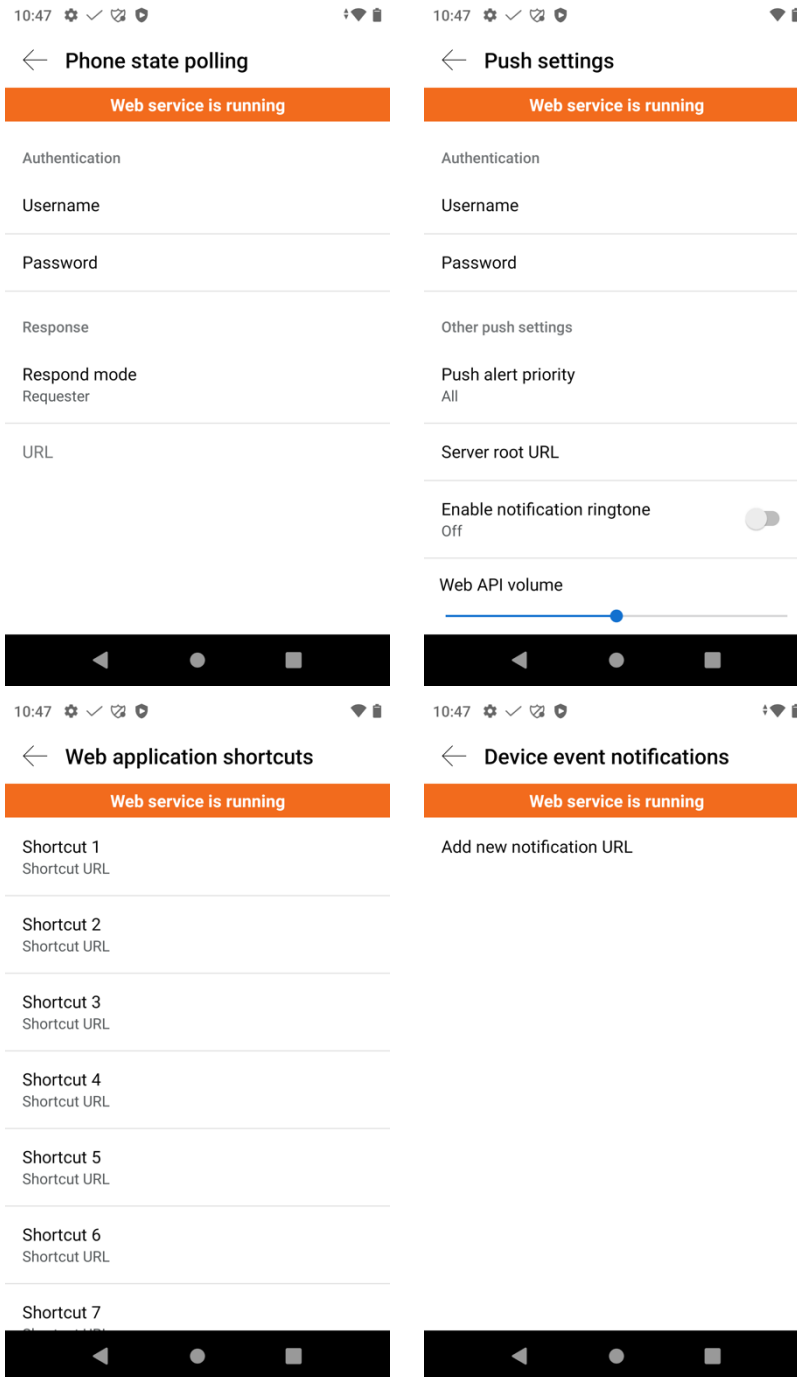 10:47
Phone state polling
Web service is running
Authentication
Username
Password
Response
Respond mode
Requester
URL
10:47
Push settings
Web service is running
Authentication
Username
Password
Other push settings
Push alert priority
All
Server root URL
Enable notification ringtone
Off
Web API volume
10:47
Web application shortcuts
Web service is running
Shortcut 1
Shortcut URL
Shortcut 2
Shortcut URL
Shortcut 3
Shortcut URL
Shortcut 4
Shortcut URL
Shortcut 5
Shortcut URL
Shortcut 6
Shortcut URL
Shortcut 7
10:47
Device event notifications
Web service is running
Add new notification URL